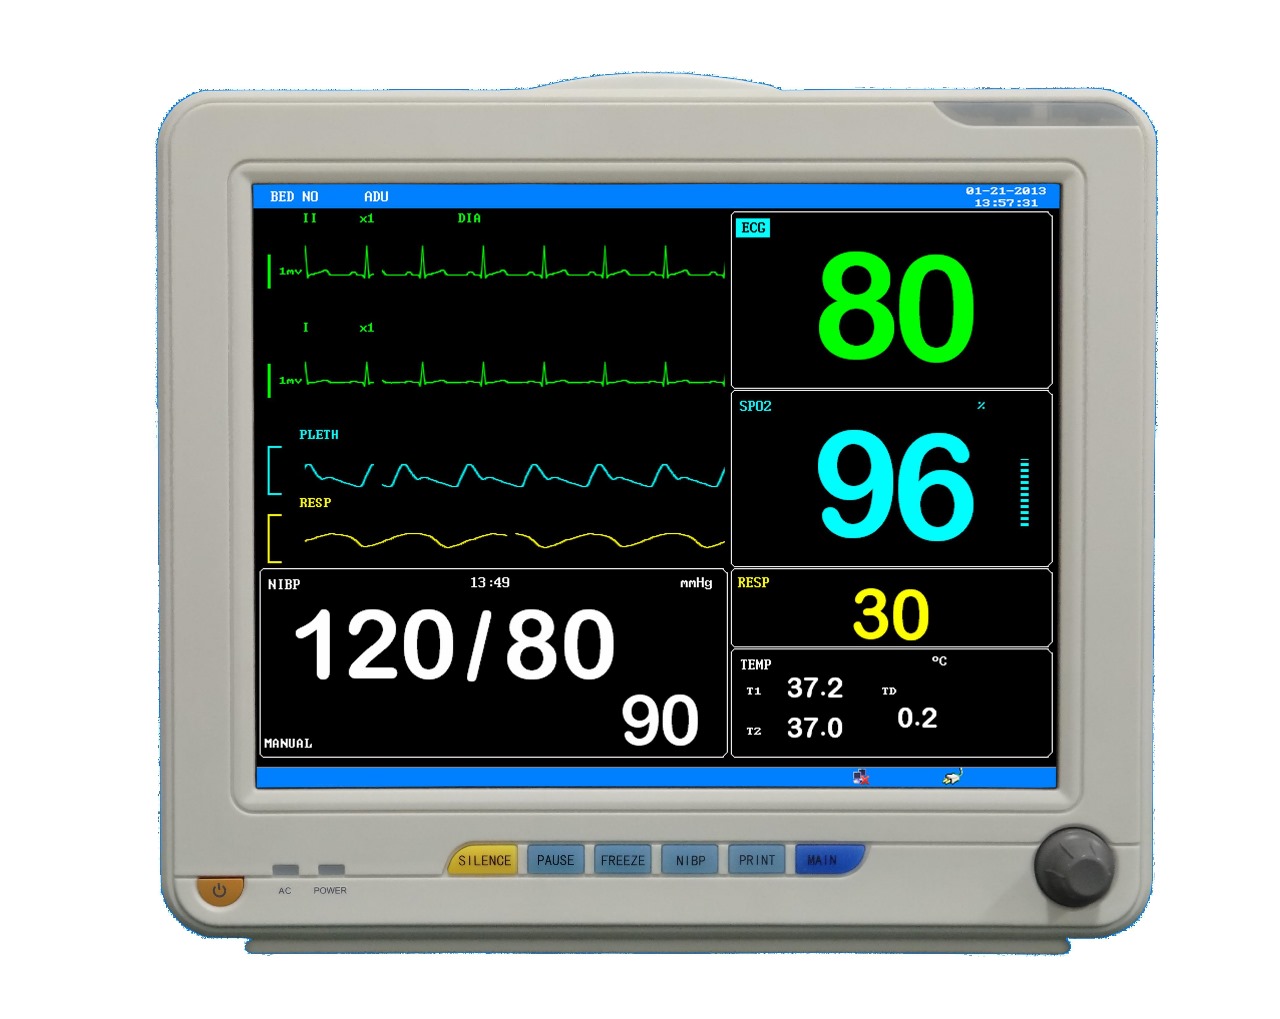 BED NO ADU 01-21-2013
13:57:31
II x1 DIA
1mv
I x1
1mv
PLETH
RESP
ECG
80
SPO2 %
96
RESP
30
NIBP 13:49 mmHg
120/80
90
MANUAL
TEMP °C
T1 37.2 TD
0.2
T2 37.0
SILENCE PAUSE FREEZE NIBP PRINT MAIN
AC POWER